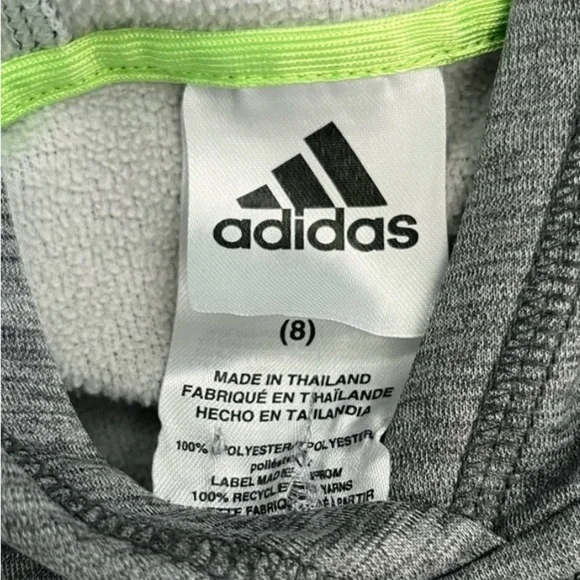 adidas
(8)
MADE IN THAILAND
FABRIQUÉ EN THAÏLANDE
HECHO EN TAILANDIA
100% POLYESTER/POLYESTER
LABEL MADE FROM
100% RECYCLED YARNS
À PARTIR